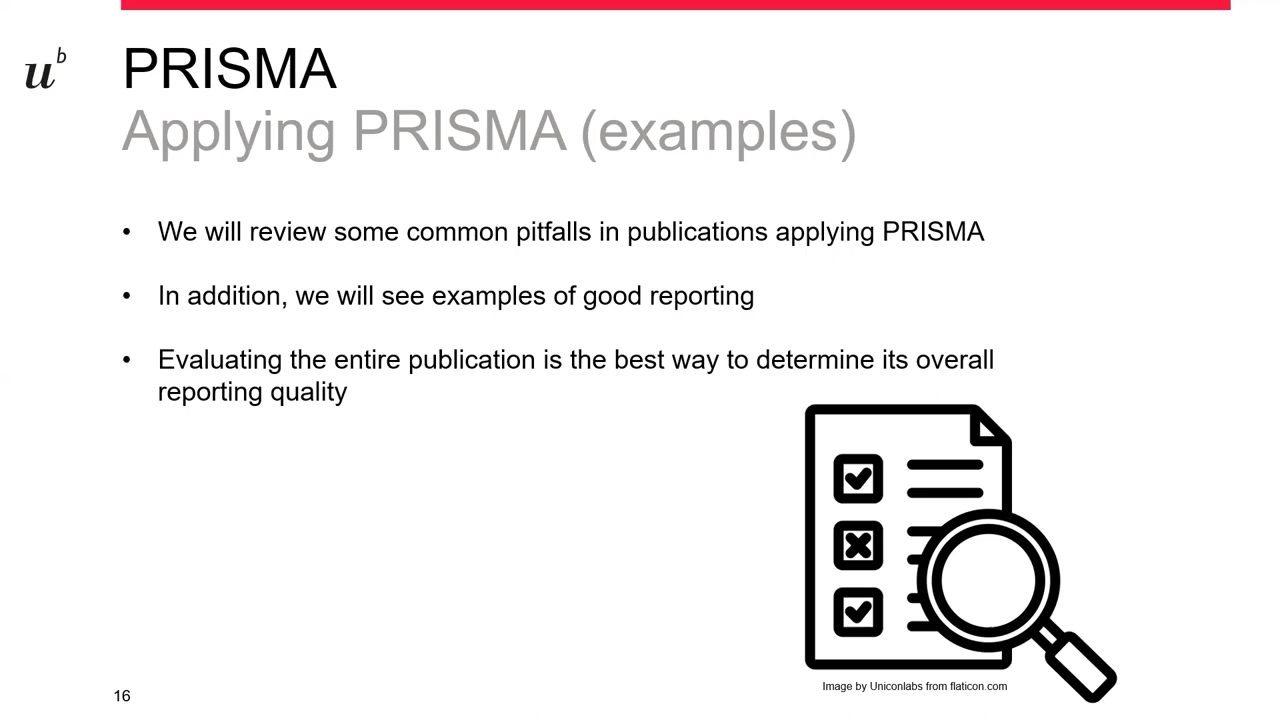 u^b
PRISMA
Applying PRISMA (examples)
• We will review some common pitfalls in publications applying PRISMA
• In addition, we will see examples of good reporting
• Evaluating the entire publication is the best way to determine its overall
reporting quality
Image by Uniconlabs from flaticon.com
16